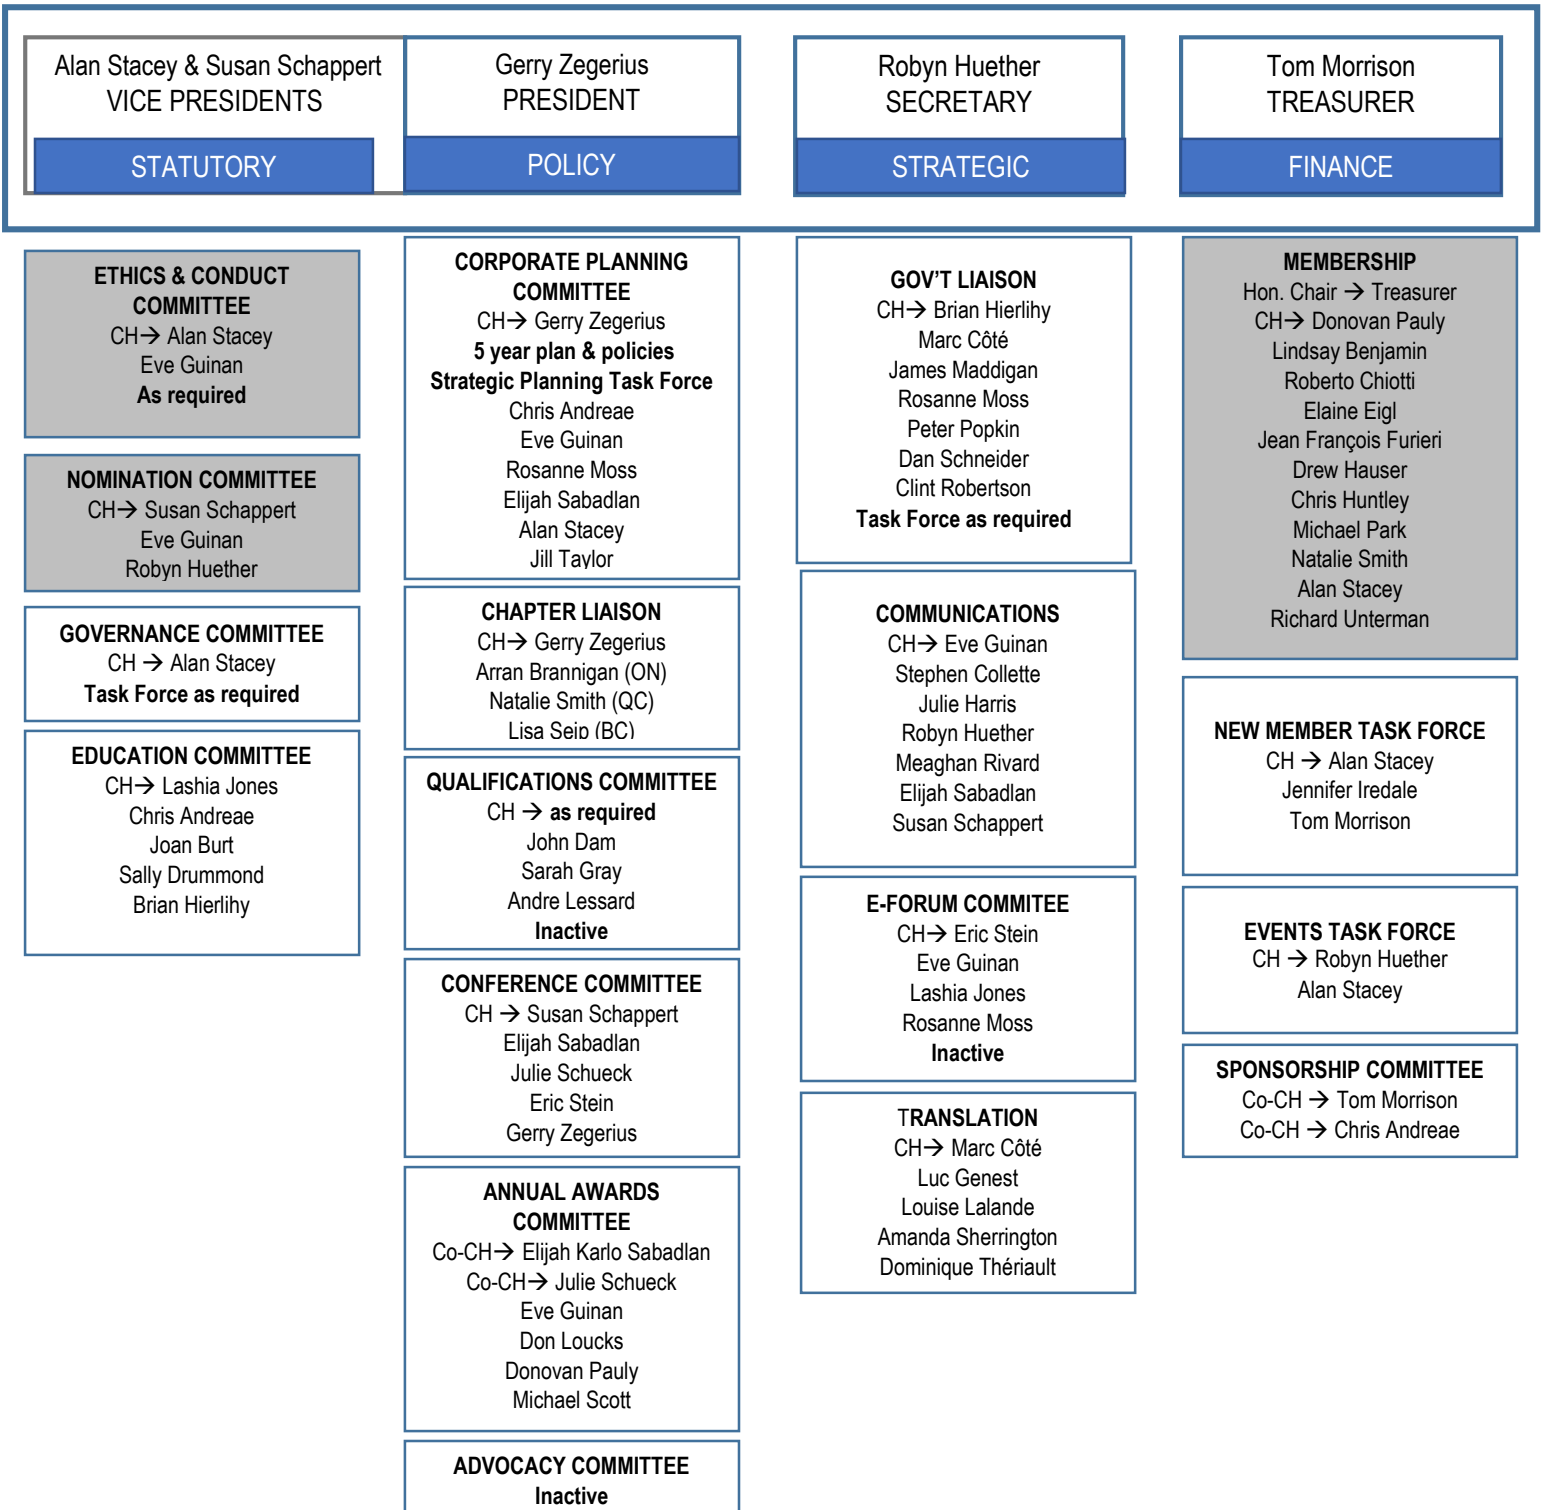 Alan Stacey & Susan Schappert
VICE PRESIDENTS
STATUTORY
Gerry Zegerius
PRESIDENT
POLICY
Robyn Huether
SECRETARY
STRATEGIC
Tom Morrison
TREASURER
FINANCE
ETHICS & CONDUCT
COMMITTEE
CH→ Alan Stacey
Eve Guinan
As required
NOMINATION COMMITTEE
CH→ Susan Schappert
Eve Guinan
Robyn Huether
GOVERNANCE COMMITTEE
CH → Alan Stacey
Task Force as required
EDUCATION COMMITTEE
CH→ Lashia Jones
Chris Andreae
Joan Burt
Sally Drummond
Brian Hierlihy
CORPORATE PLANNING
COMMITTEE
CH→ Gerry Zegerius
5 year plan & policies
Strategic Planning Task Force
Chris Andreae
Eve Guinan
Rosanne Moss
Elijah Sabadlan
Alan Stacey
Jill Taylor
CHAPTER LIAISON
CH→ Gerry Zegerius
Arran Brannigan (ON)
Natalie Smith (QC)
Lisa Seip (BC)
QUALIFICATIONS COMMITTEE
CH → as required
John Dam
Sarah Gray
Andre Lessard
Inactive
CONFERENCE COMMITTEE
CH → Susan Schappert
Elijah Sabadlan
Julie Schueck
Eric Stein
Gerry Zegerius
ANNUAL AWARDS
COMMITTEE
Co-CH→ Elijah Karlo Sabadlan
Co-CH→ Julie Schueck
Eve Guinan
Don Loucks
Donovan Pauly
Michael Scott
ADVOCACY COMMITTEE
Inactive
GOV'T LIAISON
CH→ Brian Hierlihy
Marc Côté
James Maddigan
Rosanne Moss
Peter Popkin
Dan Schneider
Clint Robertson
Task Force as required
COMMUNICATIONS
CH→ Eve Guinan
Stephen Collette
Julie Harris
Robyn Huether
Meaghan Rivard
Elijah Sabadlan
Susan Schappert
E-FORUM COMMITEE
CH→ Eric Stein
Eve Guinan
Lashia Jones
Rosanne Moss
Inactive
TRANSLATION
CH→ Marc Côté
Luc Genest
Louise Lalande
Amanda Sherrington
Dominique Thériault
MEMBERSHIP
Hon. Chair → Treasurer
CH→ Donovan Pauly
Lindsay Benjamin
Roberto Chiotti
Elaine Eigl
Jean François Furieri
Drew Hauser
Chris Huntley
Michael Park
Natalie Smith
Alan Stacey
Richard Unterman
NEW MEMBER TASK FORCE
CH → Alan Stacey
Jennifer Iredale
Tom Morrison
EVENTS TASK FORCE
CH → Robyn Huether
Alan Stacey
SPONSORSHIP COMMITTEE
Co-CH → Tom Morrison
Co-CH → Chris Andreae